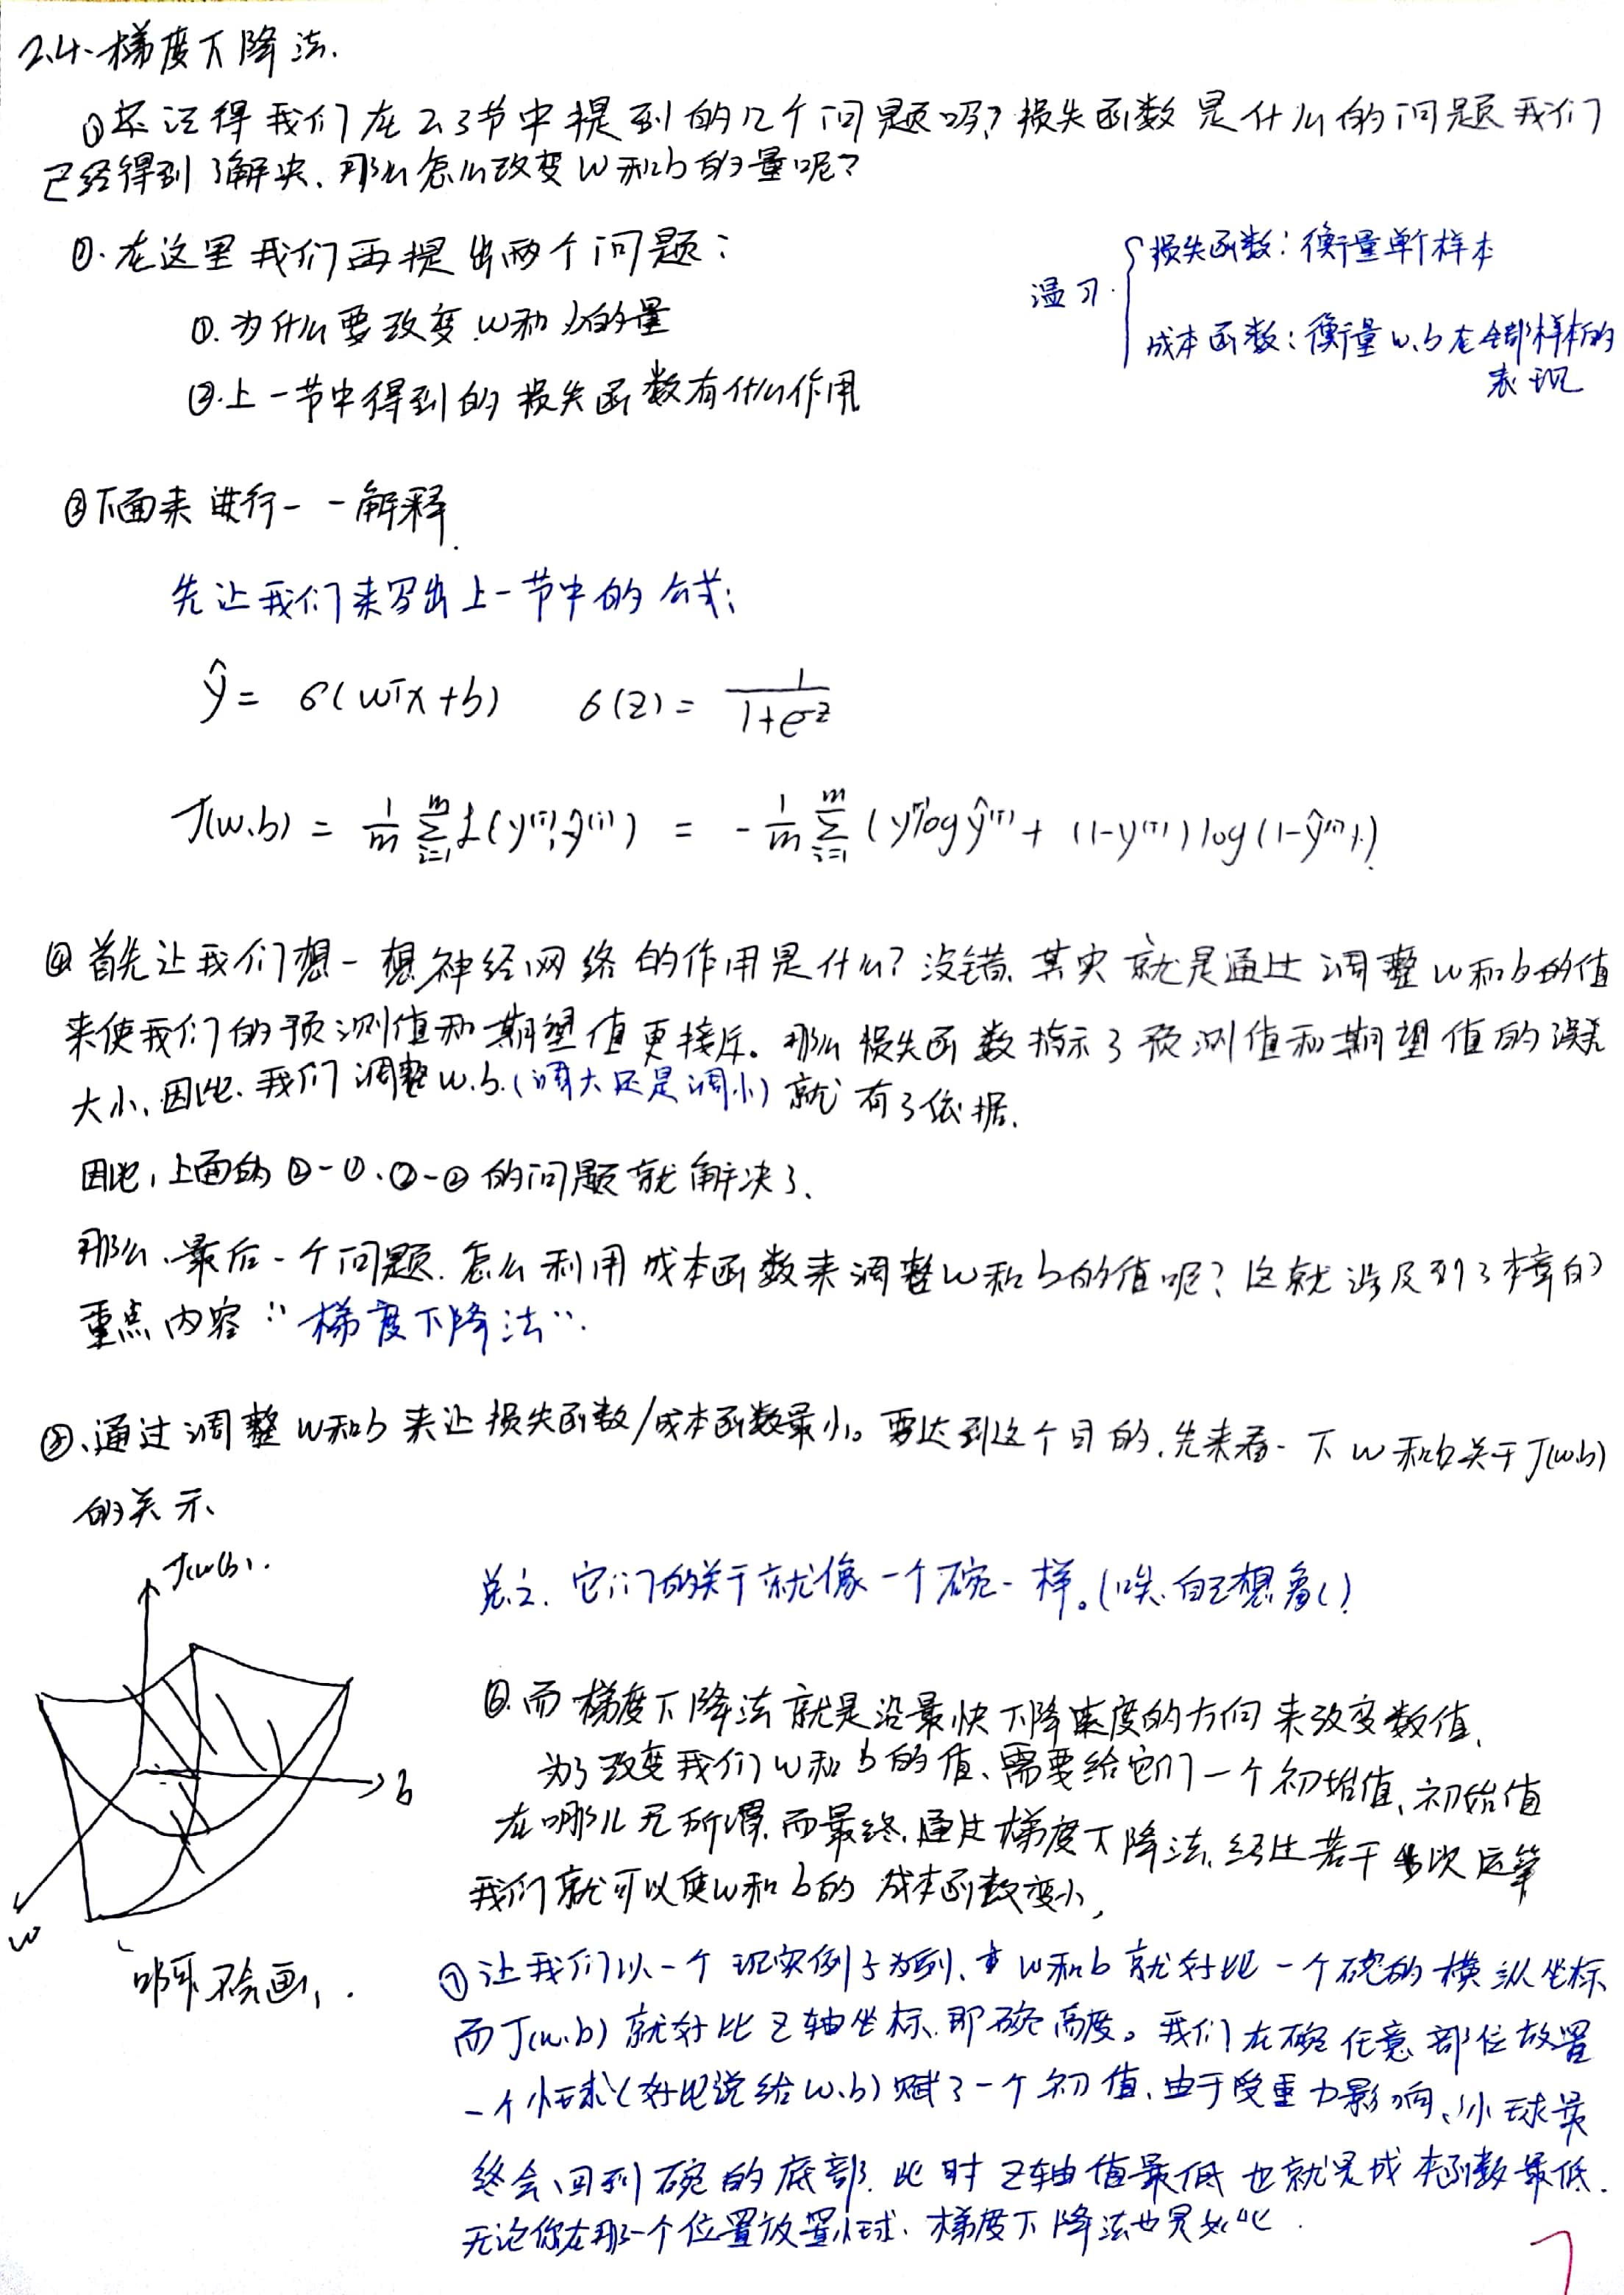 2.4.梯度下降法.
①还记得我们在2.3节中提到的几个问题吗?损失函数是什么的问题我们
已经得到了解决、那么怎么改变w和b的量呢?
②.在这里我们再提出两个问题:
①.为什么要改变w和b的量
②.上一节中得到的损失函数有什么作用
温习.
损失函数:衡量单个样本
成本函数:衡量w、b在全部样本的
表现
③下面来进行一一解释.
先让我们来写出上一节中的公式:
ŷ = σ(wᵀx+b)  σ(z) = 1/(1+e⁻ᶻ)
J(w.b) = 1/m Σᵢ₌₁ᵐ L(y⁽ⁱ⁾,ŷ⁽ⁱ⁾) = -1/m Σᵢ₌₁ᵐ (y⁽ⁱ⁾log ŷ⁽ⁱ⁾ + (1-y⁽ⁱ⁾)log(1-ŷ⁽ⁱ⁾))
④首先让我们想一想神经网络的作用是什么?没错、其实就是通过调整w和b的值
来使我们的预测值和期望值更接近。那么损失函数指示了预测值和期望值的误差
大小、因此、我们调整w.b.(调大还是调小)就有了依据.
因此,上面的②-①、②-②的问题就解决了、
那么、最后一个问题.怎么利用成本函数来调整w和b的值呢?这就涉及到了本章的
重点内容“梯度下降法”.
⑤、通过调整w和b来让损失函数/成本函数最小。要达到这个目的,先来看一下w和b关于J(w.b)
的关示、
J(w.b).
b
w
啊呀不会画,.
总之.它们的关于就像一个碗一样。(唉.自己想象()
⑥.而梯度下降法就是沿最快下降速度的方向来改变数值、
为了改变我们w和b的值、需要给它们一个初始值、初始值
在哪儿无所谓.而最终.通过梯度下降法、经过若干多次运算
我们就可以使w和b的成本函数变小,
⑦让我们以一个现实例子为例、w和b就好比一个碗的横纵坐标
而J(w.b)就好比z轴坐标.即碗高度。我们在碗任意部位放置
一个小球(好比说给w.b)赋了一个初值、由于受重力影响、小球最
终会回到碗的底部.此时z轴值最低也就是成本函数最低.
无论你在那一个位置放置小球、梯度下降法也是如此.
7